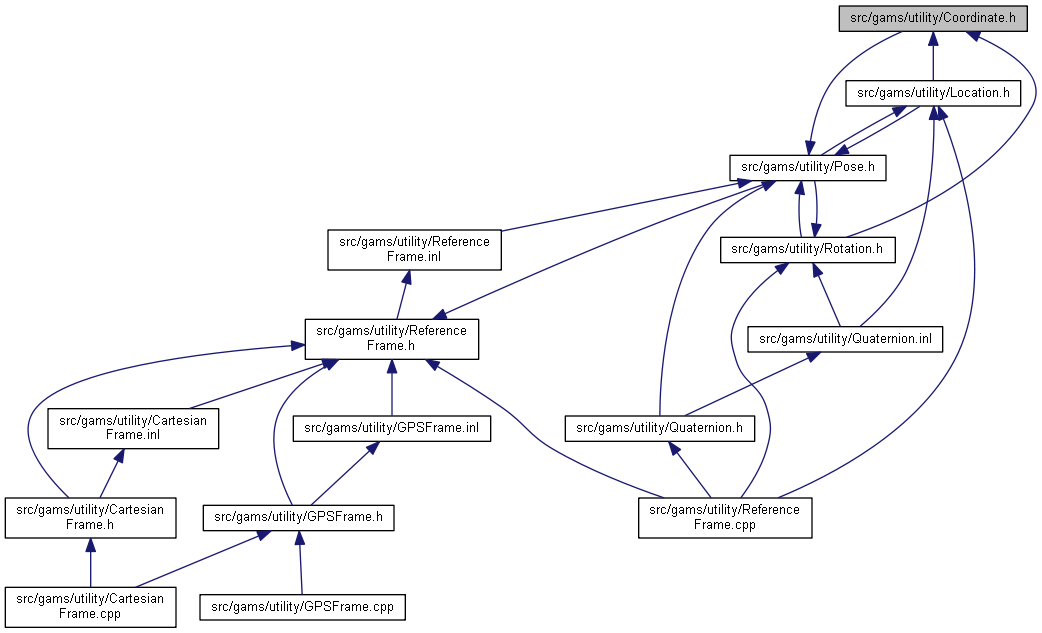 src/gams/utility/Coordinate.h
src/gams/utility/Location.h
src/gams/utility/Pose.h
src/gams/utility/Reference
Frame.inl
src/gams/utility/Rotation.h
src/gams/utility/Reference
Frame.h
src/gams/utility/Quaternion.inl
src/gams/utility/Cartesian
Frame.inl
src/gams/utility/GPSFrame.inl
src/gams/utility/Quaternion.h
src/gams/utility/Cartesian
Frame.h
src/gams/utility/GPSFrame.h
src/gams/utility/Reference
Frame.cpp
src/gams/utility/Cartesian
Frame.cpp
src/gams/utility/GPSFrame.cpp